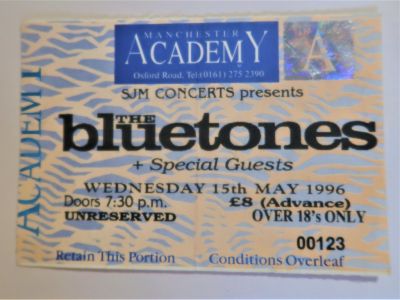 MANCHESTER
ACADEMY
Oxford Road. Tel:(0161) 275 2390
A
ACADEMY
SJM CONCERTS presents
THE
bluetones
+ Special Guests
WEDNESDAY 15TH MAY 1996
Doors 7:30 p.m.
£8 (Advance)
UNRESERVED
OVER 18's ONLY
00123
Retain This Portion
Conditions Overleaf